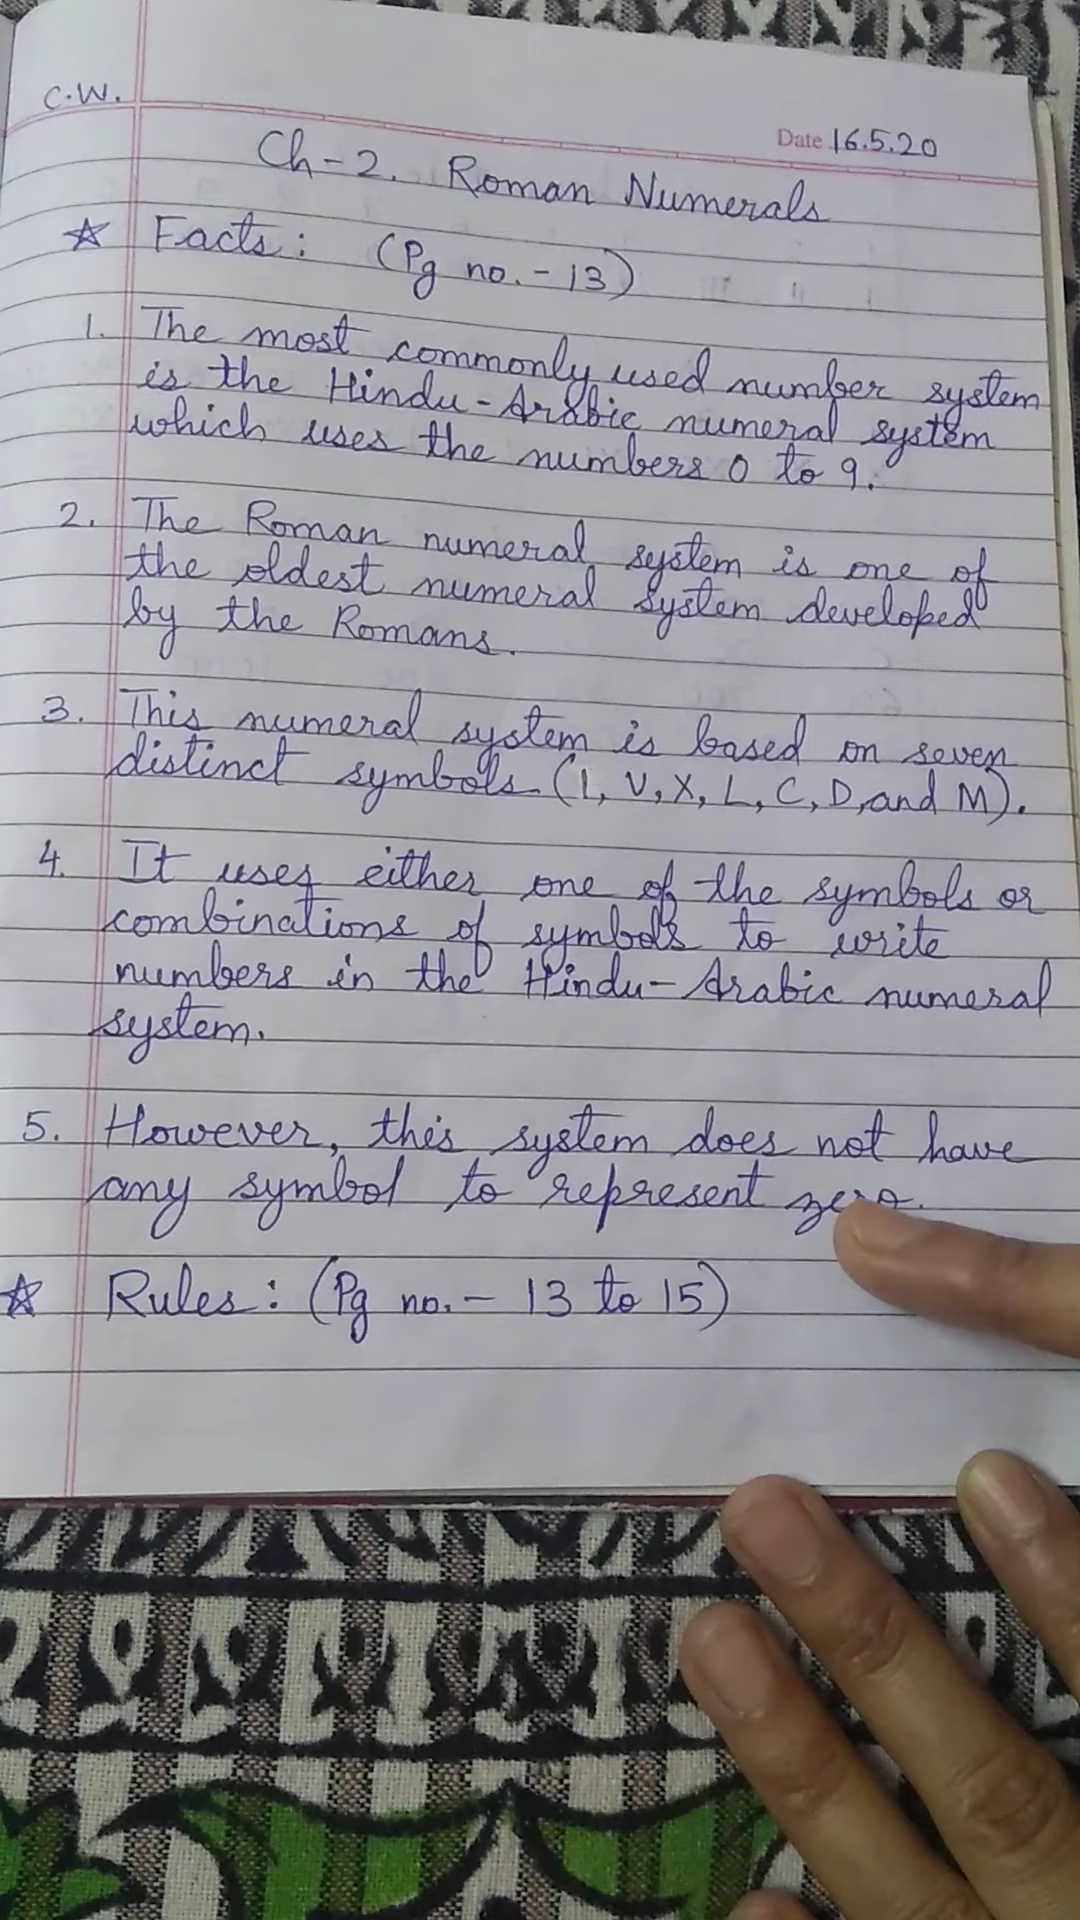 C.W.
Date 16.5.20
Ch-2. Roman Numerals
☆ Facts: (Pg no. - 13)
1. The most commonly used number system
is the Hindu-Arabic numeral system
which uses the numbers 0 to 9.
2. The Roman numeral system is one of
the oldest numeral system developed
by the Romans.
3. This numeral system is based on seven
distinct symbols (I, V, X, L, C, D, and M).
4. It uses either one of the symbols or
combinations of symbols to write
numbers in the Hindu-Arabic numeral
system.
5. However, this system does not have
any symbol to represent zero.
☆ Rules: (Pg no. - 13 to 15)